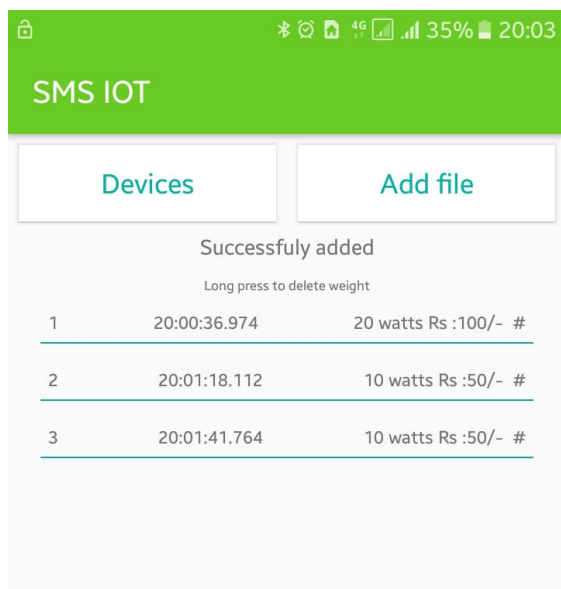 4G 35% 20:03
SMS IOT
Devices Add file
Successfuly added
Long press to delete weight
1 20:00:36.974 20 watts Rs :100/- #
2 20:01:18.112 10 watts Rs :50/- #
3 20:01:41.764 10 watts Rs :50/- #